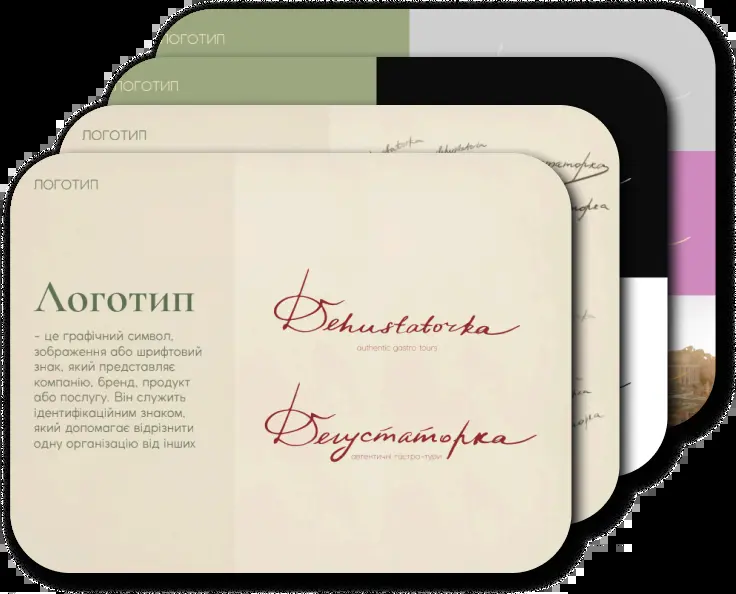 ЛОГОТИП
ЛОГОТИП
ЛОГОТИП
ЛОГОТИП
Логотип
- це графічний символ,
зображення або шрифтовий
знак, який представляє
компанію, бренд, продукт
або послугу. Він служить
ідентифікаційним знаком,
який допомагає відрізнити
одну організацію від інших
Dehustatorka
authentic gastro tours
Дегустаторка
автентичні гастро-тури